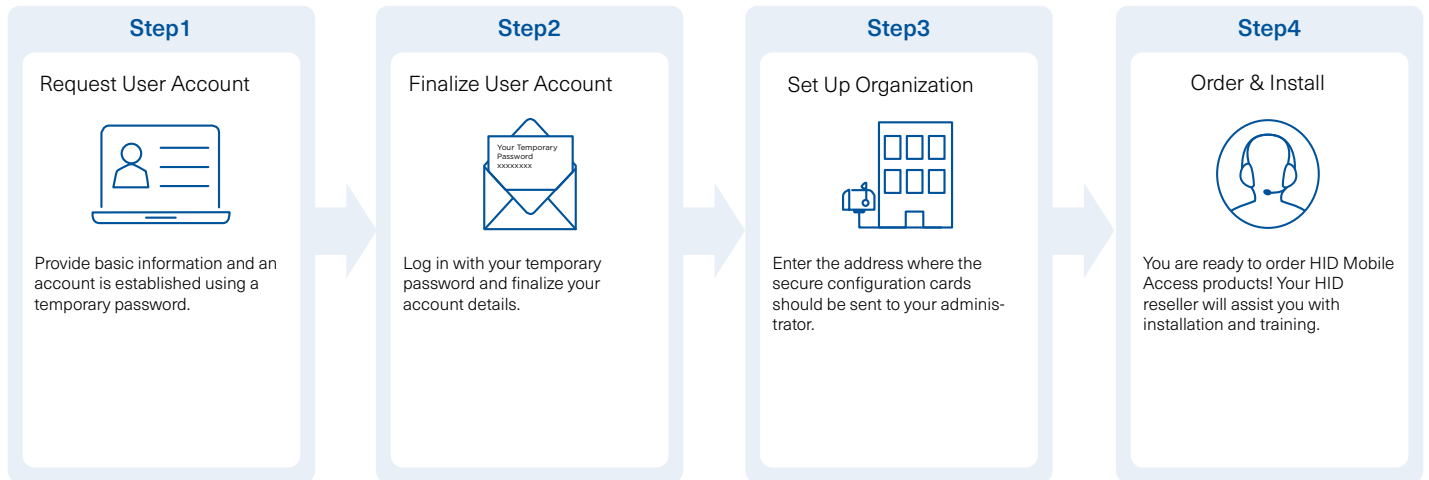 Step1
Request User Account
Provide basic information and an
account is established using a
temporary password.
Step2
Finalize User Account
Your Temporary
Password
xxxxxxxx
Log in with your temporary
password and finalize your
account details.
Step3
Set Up Organization
Enter the address where the
secure configuration cards
should be sent to your adminis-
trator.
Step4
Order & Install
You are ready to order HID Mobile
Access products! Your HID
reseller will assist you with
installation and training.